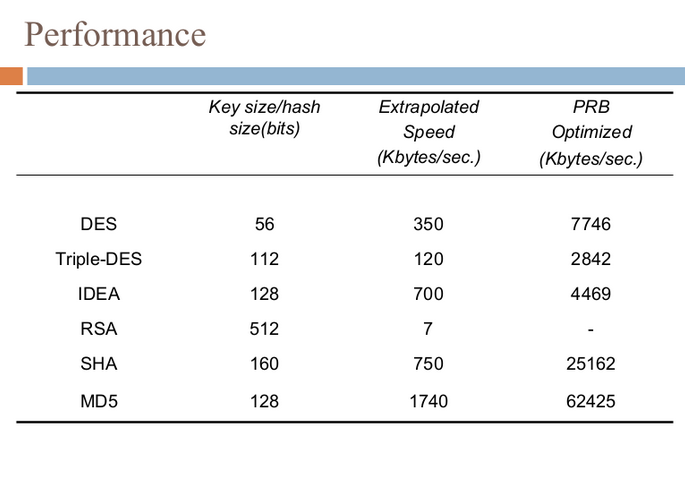 Performance
Key size/hash size(bits) Extrapolated Speed (Kbytes/sec.) PRB Optimized (Kbytes/sec.)
DES 56 350 7746
Triple-DES 112 120 2842
IDEA 128 700 4469
RSA 512 7 -
SHA 160 750 25162
MD5 128 1740 62425